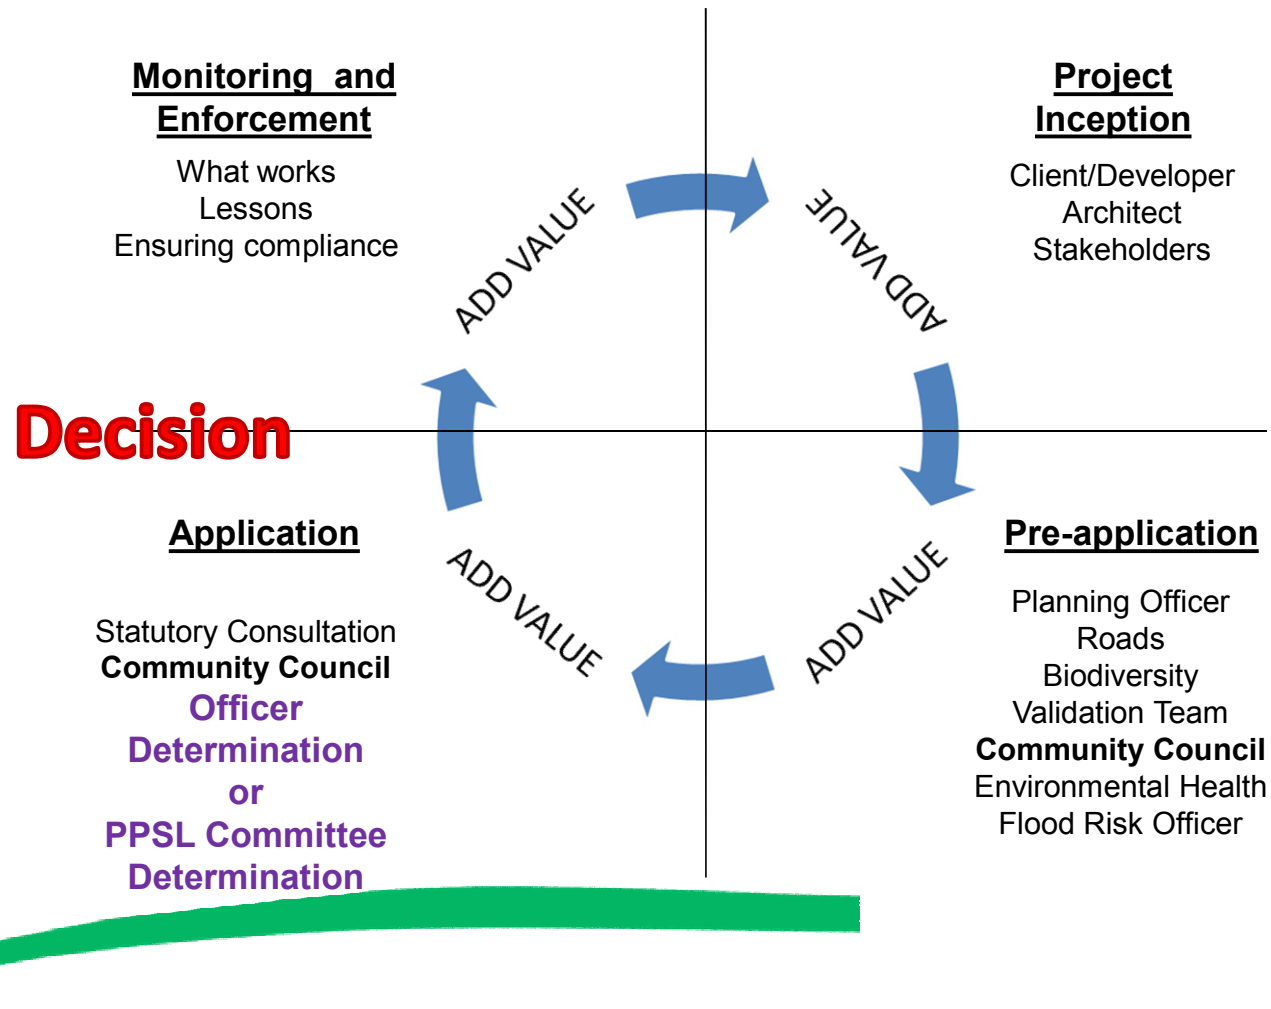 Monitoring and
Enforcement
What works
Lessons
Ensuring compliance
ADD VALUE
Project
Inception
Client/Developer
Architect
Stakeholders
ADD VALUE
Decision
Application
Statutory Consultation
Community Council
Officer
Determination
or
PPSL Committee
Determination
ADD VALUE
Pre-application
Planning Officer
Roads
Biodiversity
Validation Team
Community Council
Environmental Health
Flood Risk Officer
ADD VALUE